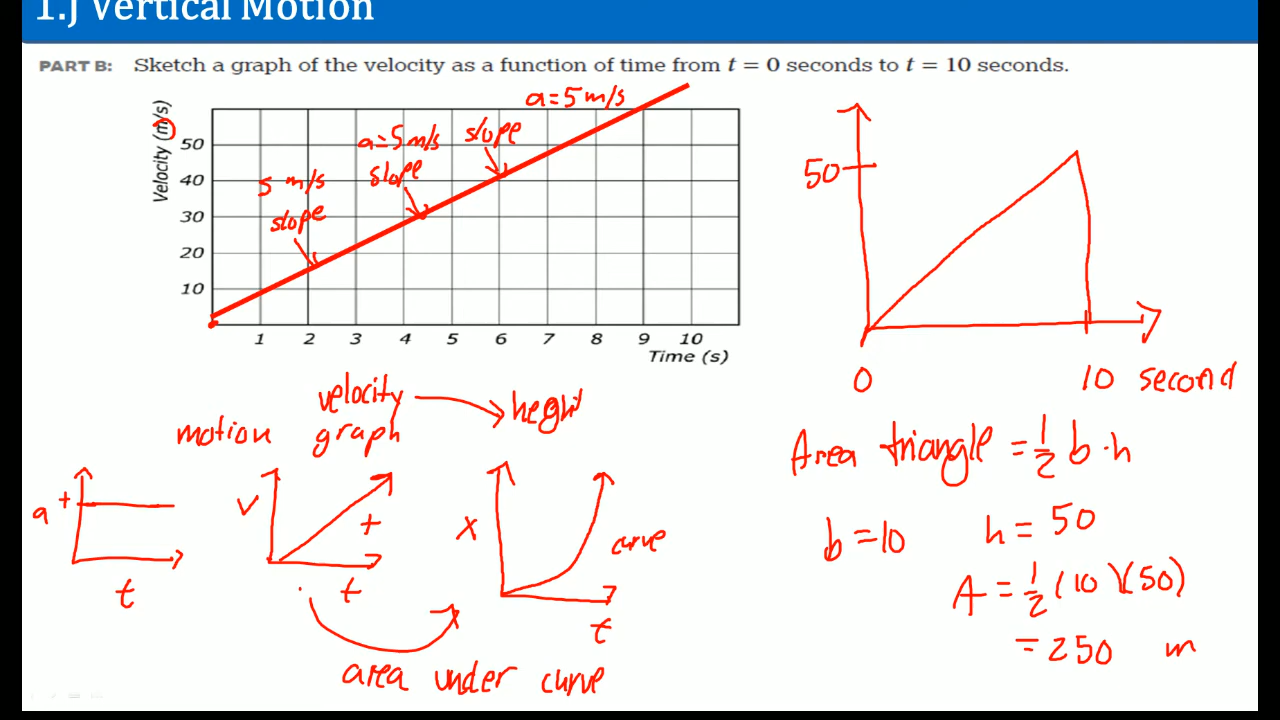 1.J Vertical Motion
PART B: Sketch a graph of the velocity as a function of time from t = 0 seconds to t = 10 seconds.
Velocity (m/s)
50
40
30
20
10
1 2 3 4 5 6 7 8 9 10
Time (s)
5 m/s
slope
a=5 m/s
slope
slope
a=5 m/s
50
0
10 second
velocity
height
motion graph
a
+
t
v
+
t
x
curve
t
area under curve
Area triangle = 1/2 b·h
b=10 h= 50
A = 1/2 (10)(50)
= 250 m